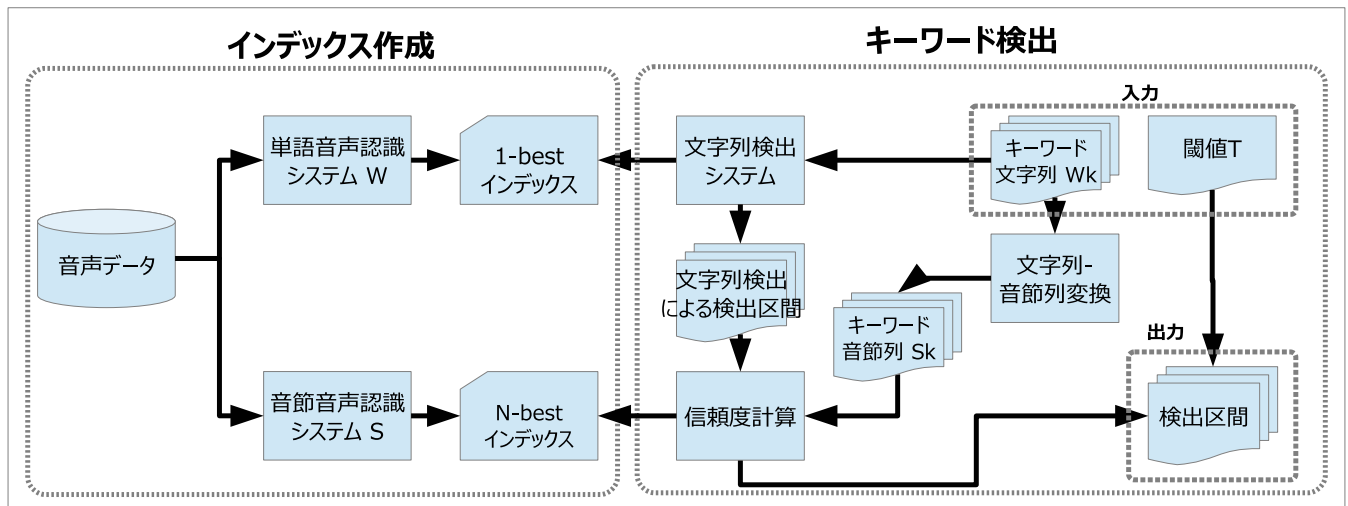 インデックス作成
キーワード検出
入力
単語音声認識
システム W
1-best
インデックス
文字列検出
システム
キーワード
文字列 Wk
閾値T
音声データ
文字列検出
による検出区間
文字列-
音節列変換
キーワード
音節列 Sk
出力
音節音声認識
システム S
N-best
インデックス
信頼度計算
検出区間